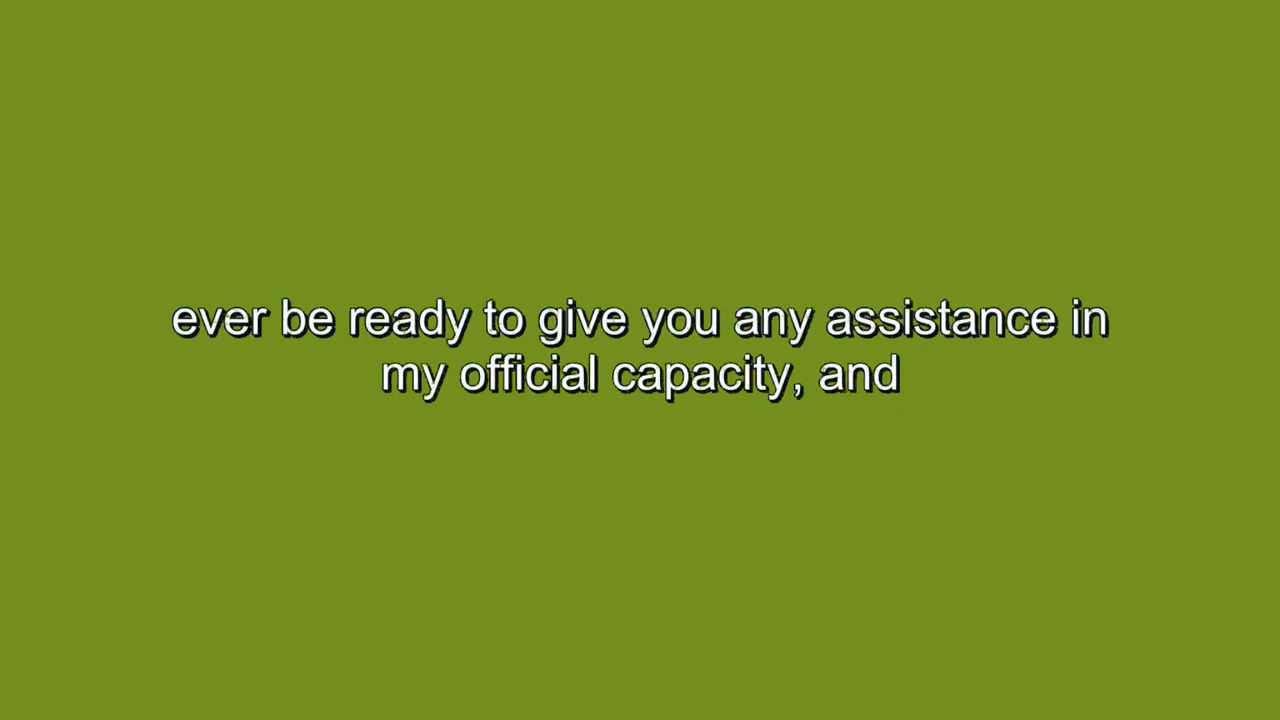 ever be ready to give you any assistance in
my official capacity, and